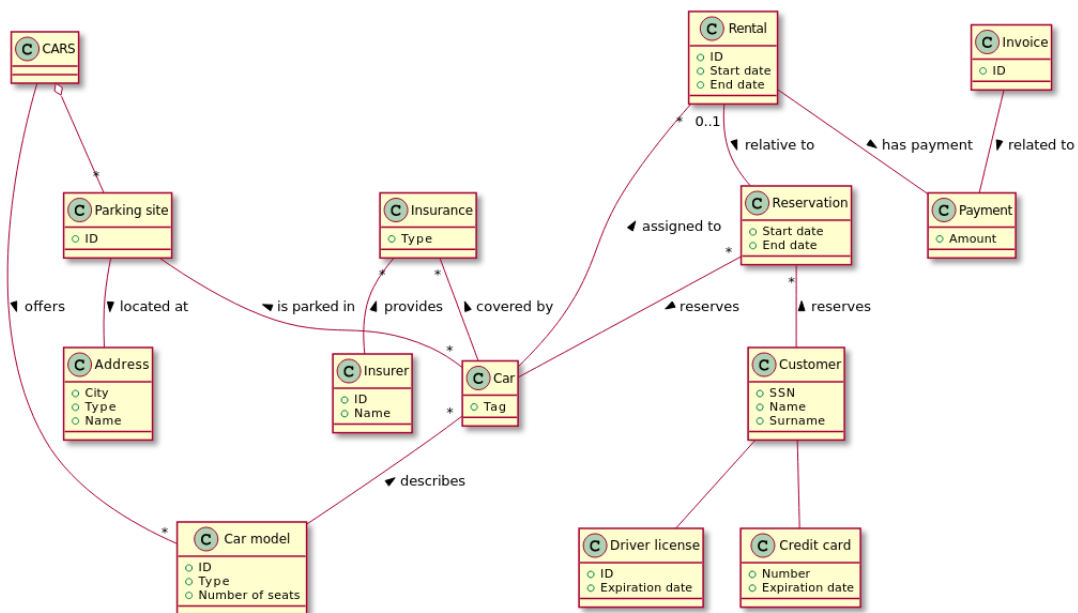 C CARS
C Rental
ID
Start date
End date
C Invoice
ID
* 0..1
relative to
has payment
related to
*
C Parking site
ID
C Insurance
Type
C Reservation
Start date
End date
C Payment
Amount
assigned to
* * *
*
offers
located at
is parked in
provides
covered by
reserves
reserves
C Address
City
Type
Name
*
C Insurer
ID
Name
C Car
Tag
*
C Customer
SSN
Name
Surname
describes
*
C Car model
ID
Type
Number of seats
C Driver license
ID
Expiration date
C Credit card
Number
Expiration date